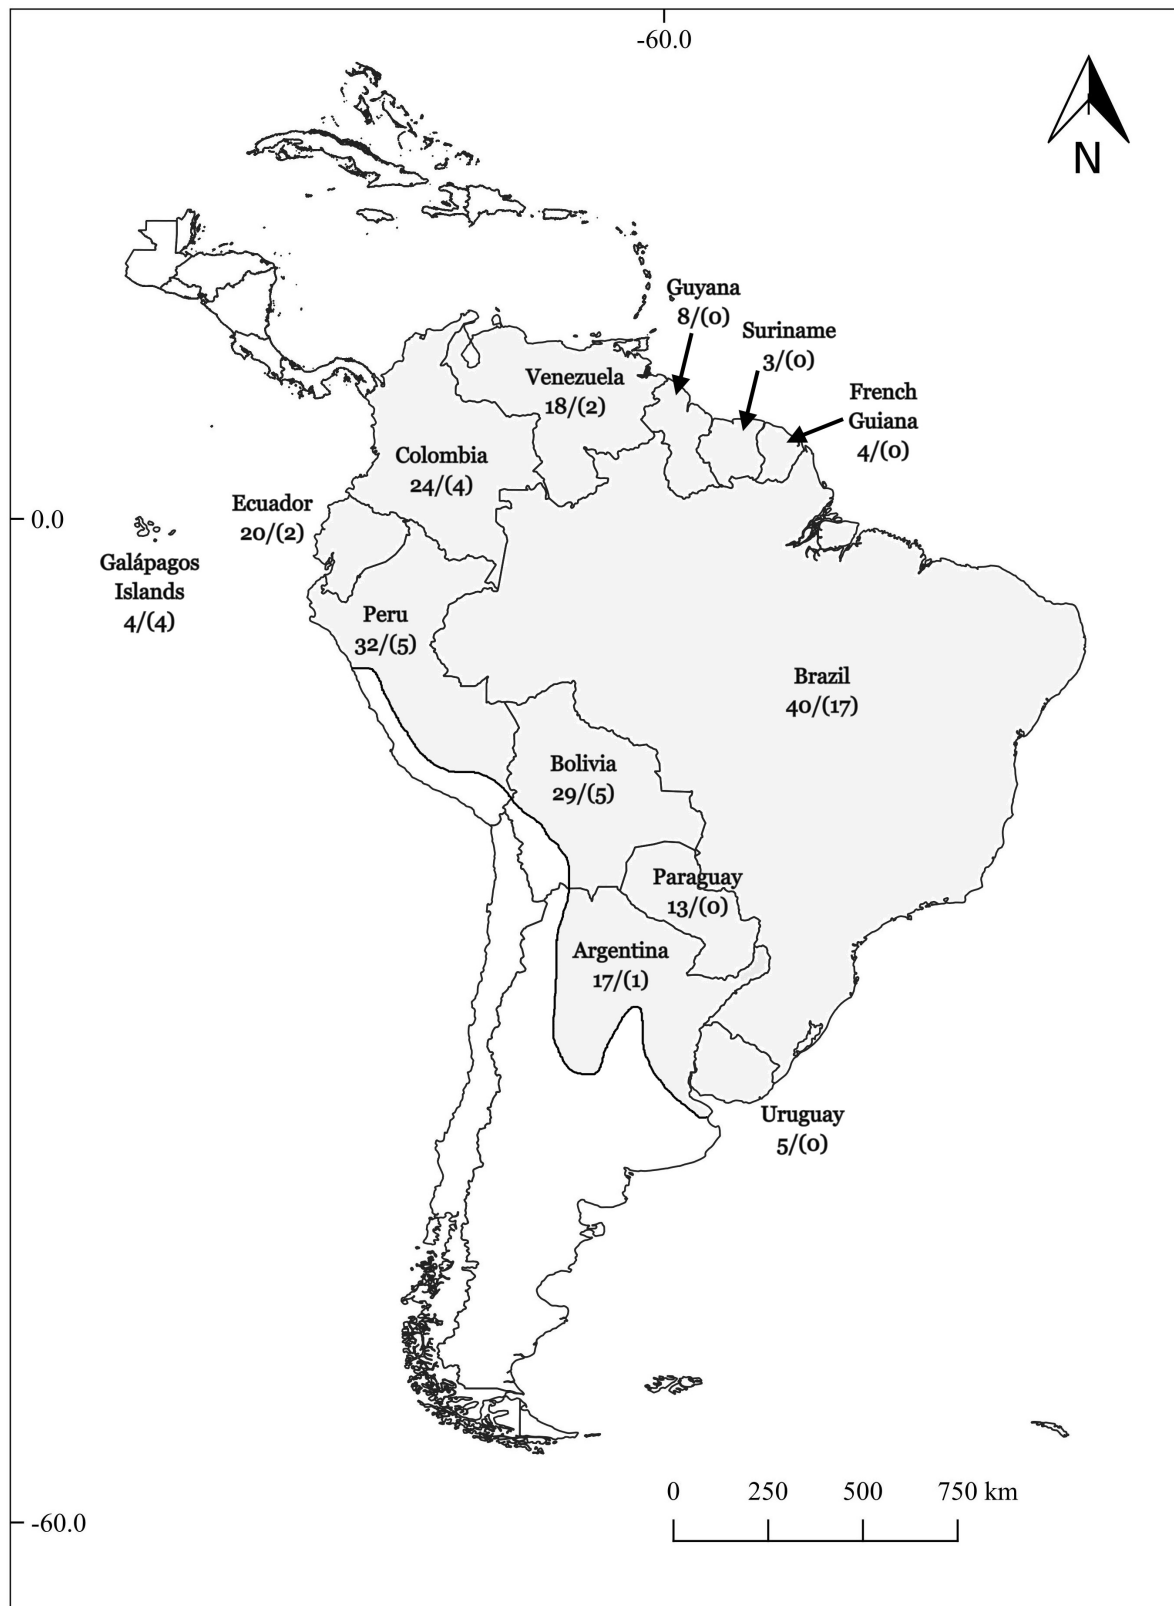 -60.0
N
Guyana
8/(0)
Suriname
3/(0)
French
Guiana
4/(0)
Venezuela
18/(2)
Colombia
24/(4)
Ecuador
20/(2)
0.0
Galápagos
Islands
4/(4)
Peru
32/(5)
Brazil
40/(17)
Bolivia
29/(5)
Paraguay
13/(0)
Argentina
17/(1)
Uruguay
5/(0)
0 250 500 750 km
-60.0